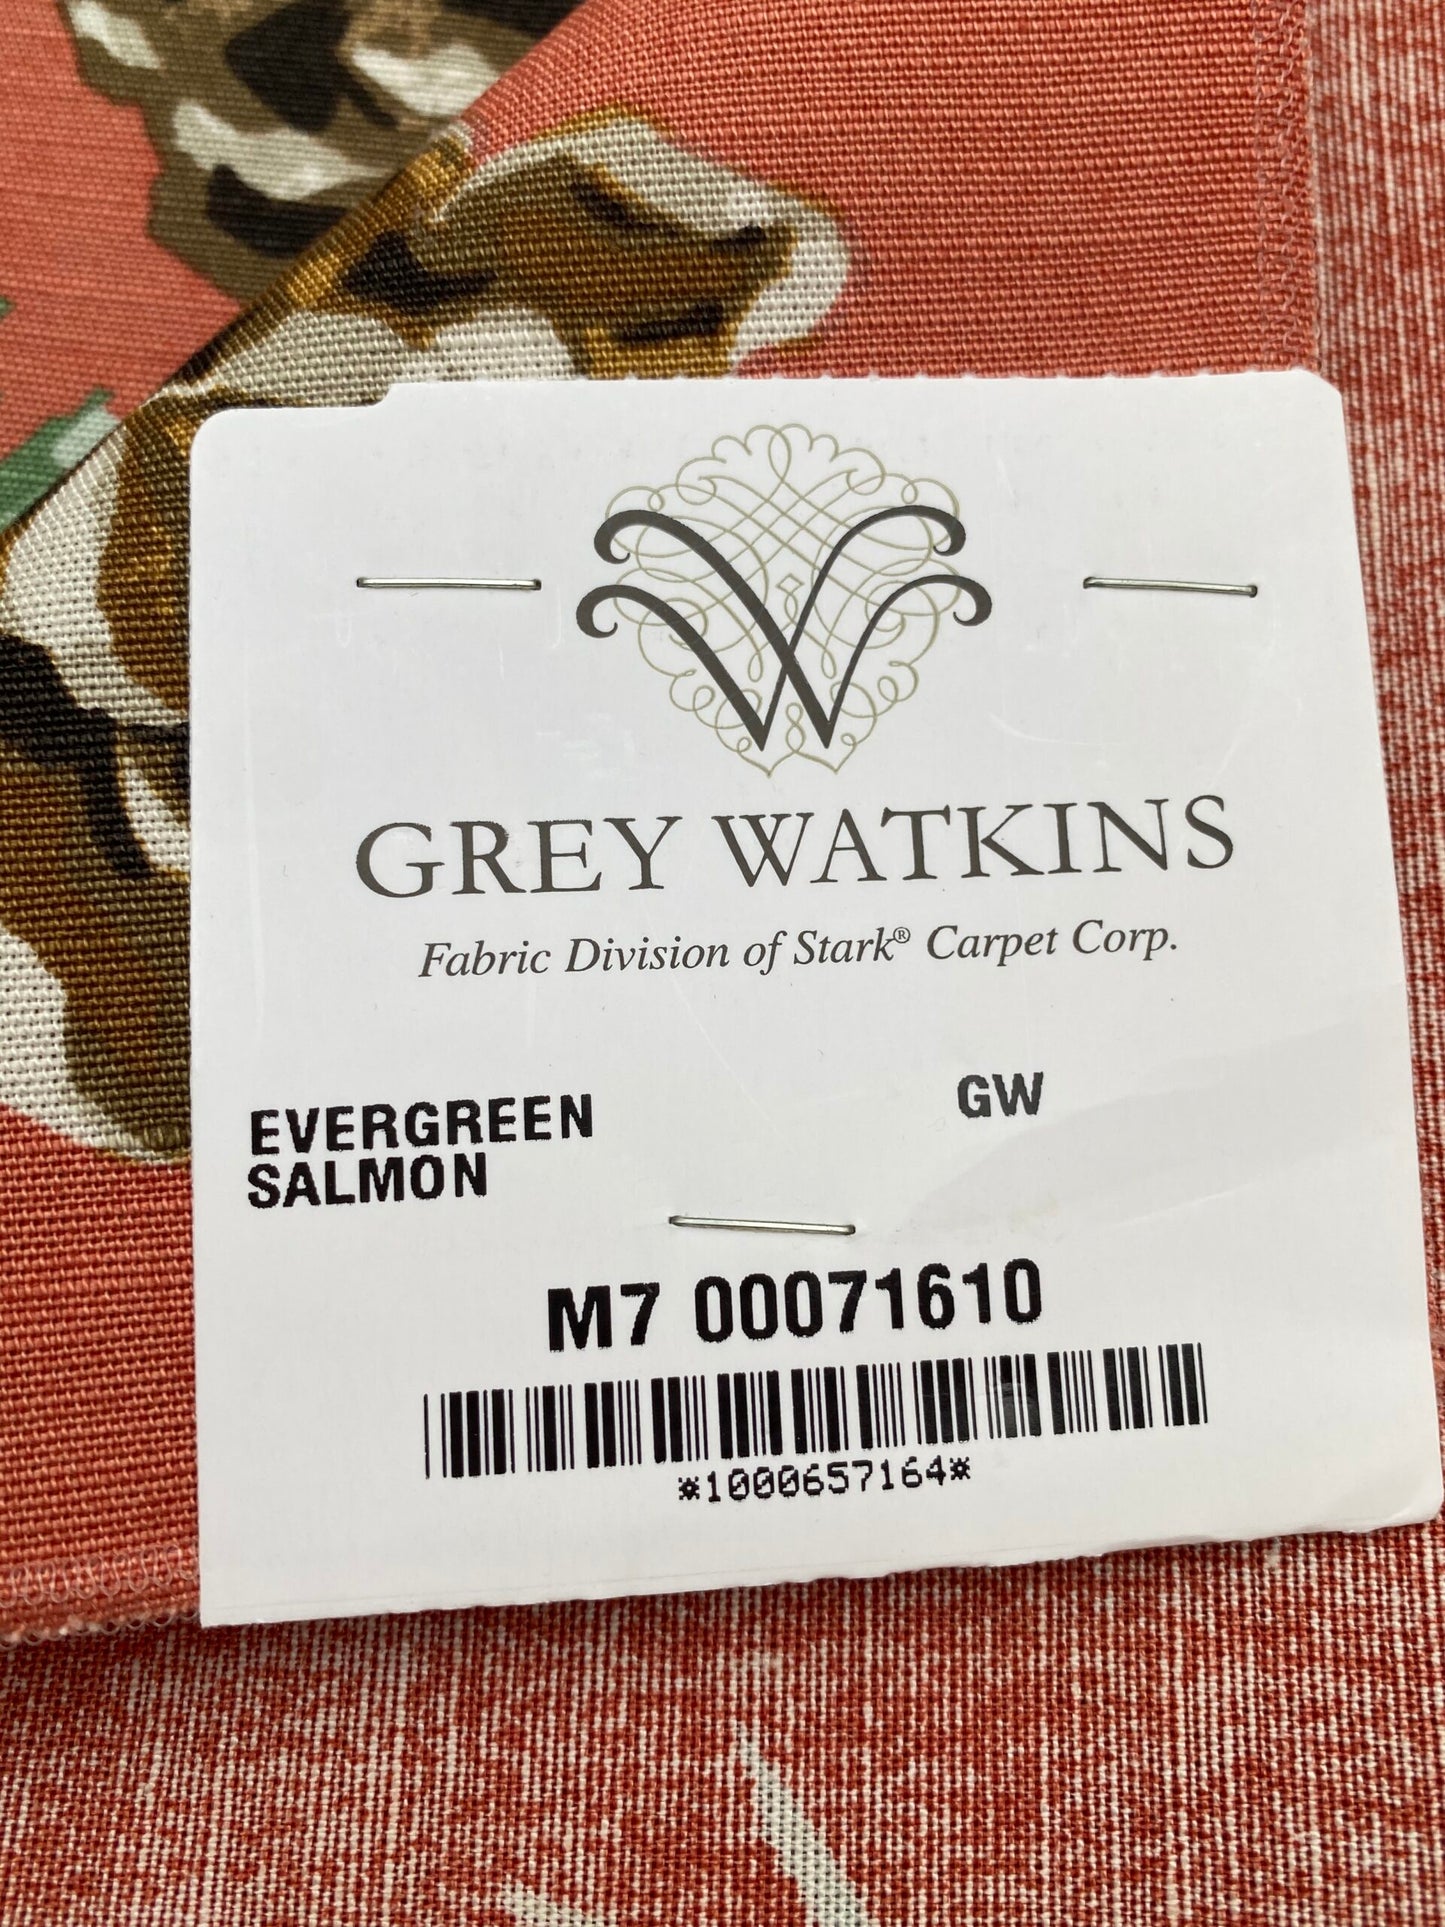 GREY WATKINS
Fabric Division of Stark® Carpet Corp.
EVERGREEN GW
SALMON
M7 00071610
*1000657164*